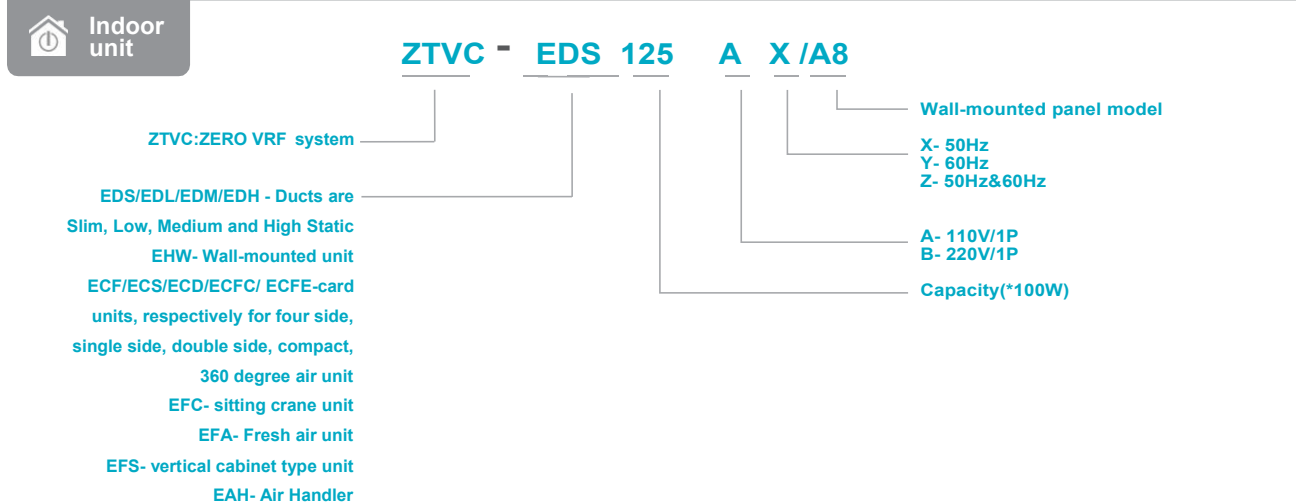 Indoor
unit
ZTVC - EDS 125 A X /A8
ZTVC:ZERO VRF system
EDS/EDL/EDM/EDH - Ducts are
Slim, Low, Medium and High Static
EHW- Wall-mounted unit
ECF/ECS/ECD/ECFC/ ECFE-card
units, respectively for four side,
single side, double side, compact,
360 degree air unit
EFC- sitting crane unit
EFA- Fresh air unit
EFS- vertical cabinet type unit
EAH- Air Handler
Wall-mounted panel model
X- 50Hz
Y- 60Hz
Z- 50Hz&60Hz
A- 110V/1P
B- 220V/1P
Capacity(*100W)